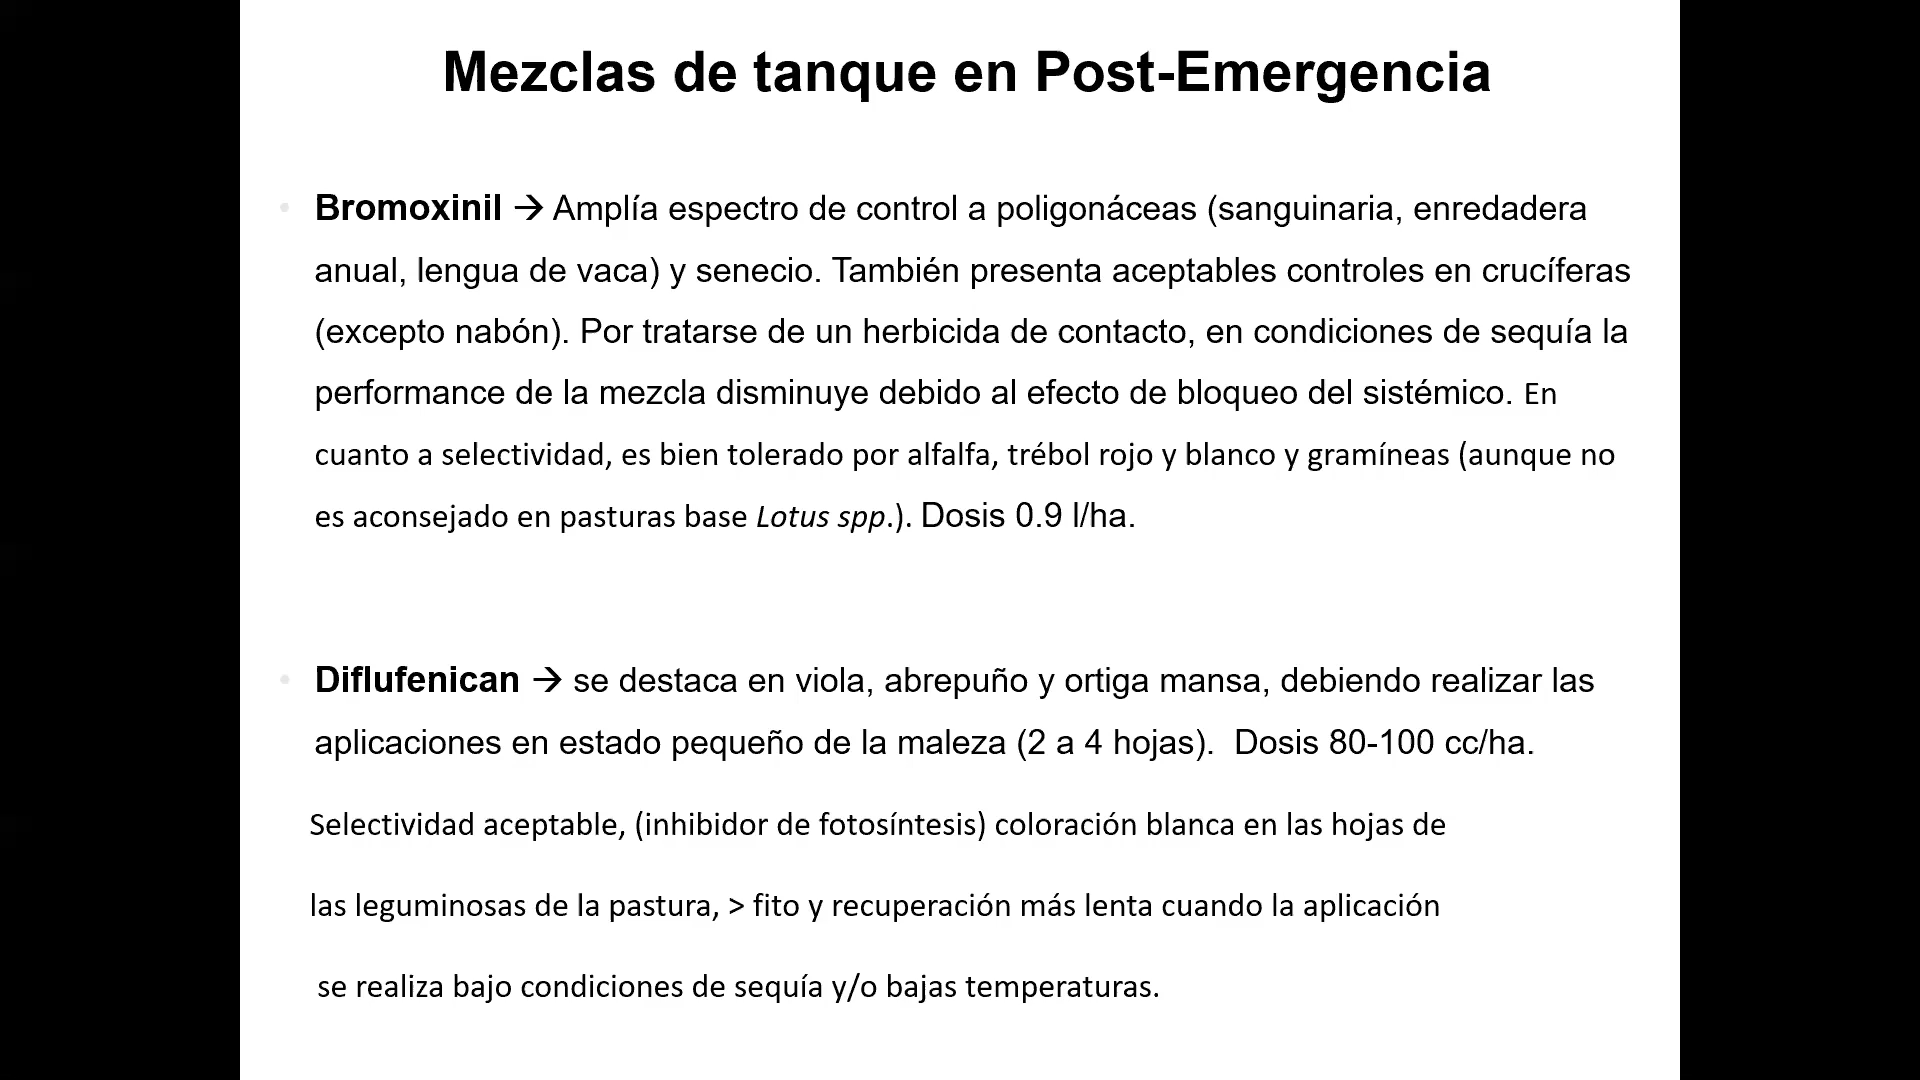 Mezclas de tanque en Post-Emergencia
• Bromoxinil → Amplía espectro de control a poligonáceas (sanguinaria, enredadera
anual, lengua de vaca) y senecio. También presenta aceptables controles en crucíferas
(excepto nabón). Por tratarse de un herbicida de contacto, en condiciones de sequía la
performance de la mezcla disminuye debido al efecto de bloqueo del sistémico. En
cuanto a selectividad, es bien tolerado por alfalfa, trébol rojo y blanco y gramíneas (aunque no
es aconsejado en pasturas base Lotus spp.). Dosis 0.9 l/ha.
• Diflufenican → se destaca en viola, abrepuño y ortiga mansa, debiendo realizar las
aplicaciones en estado pequeño de la maleza (2 a 4 hojas).  Dosis 80-100 cc/ha.
Selectividad aceptable, (inhibidor de fotosíntesis) coloración blanca en las hojas de
las leguminosas de la pastura, > fito y recuperación más lenta cuando la aplicación
se realiza bajo condiciones de sequía y/o bajas temperaturas.